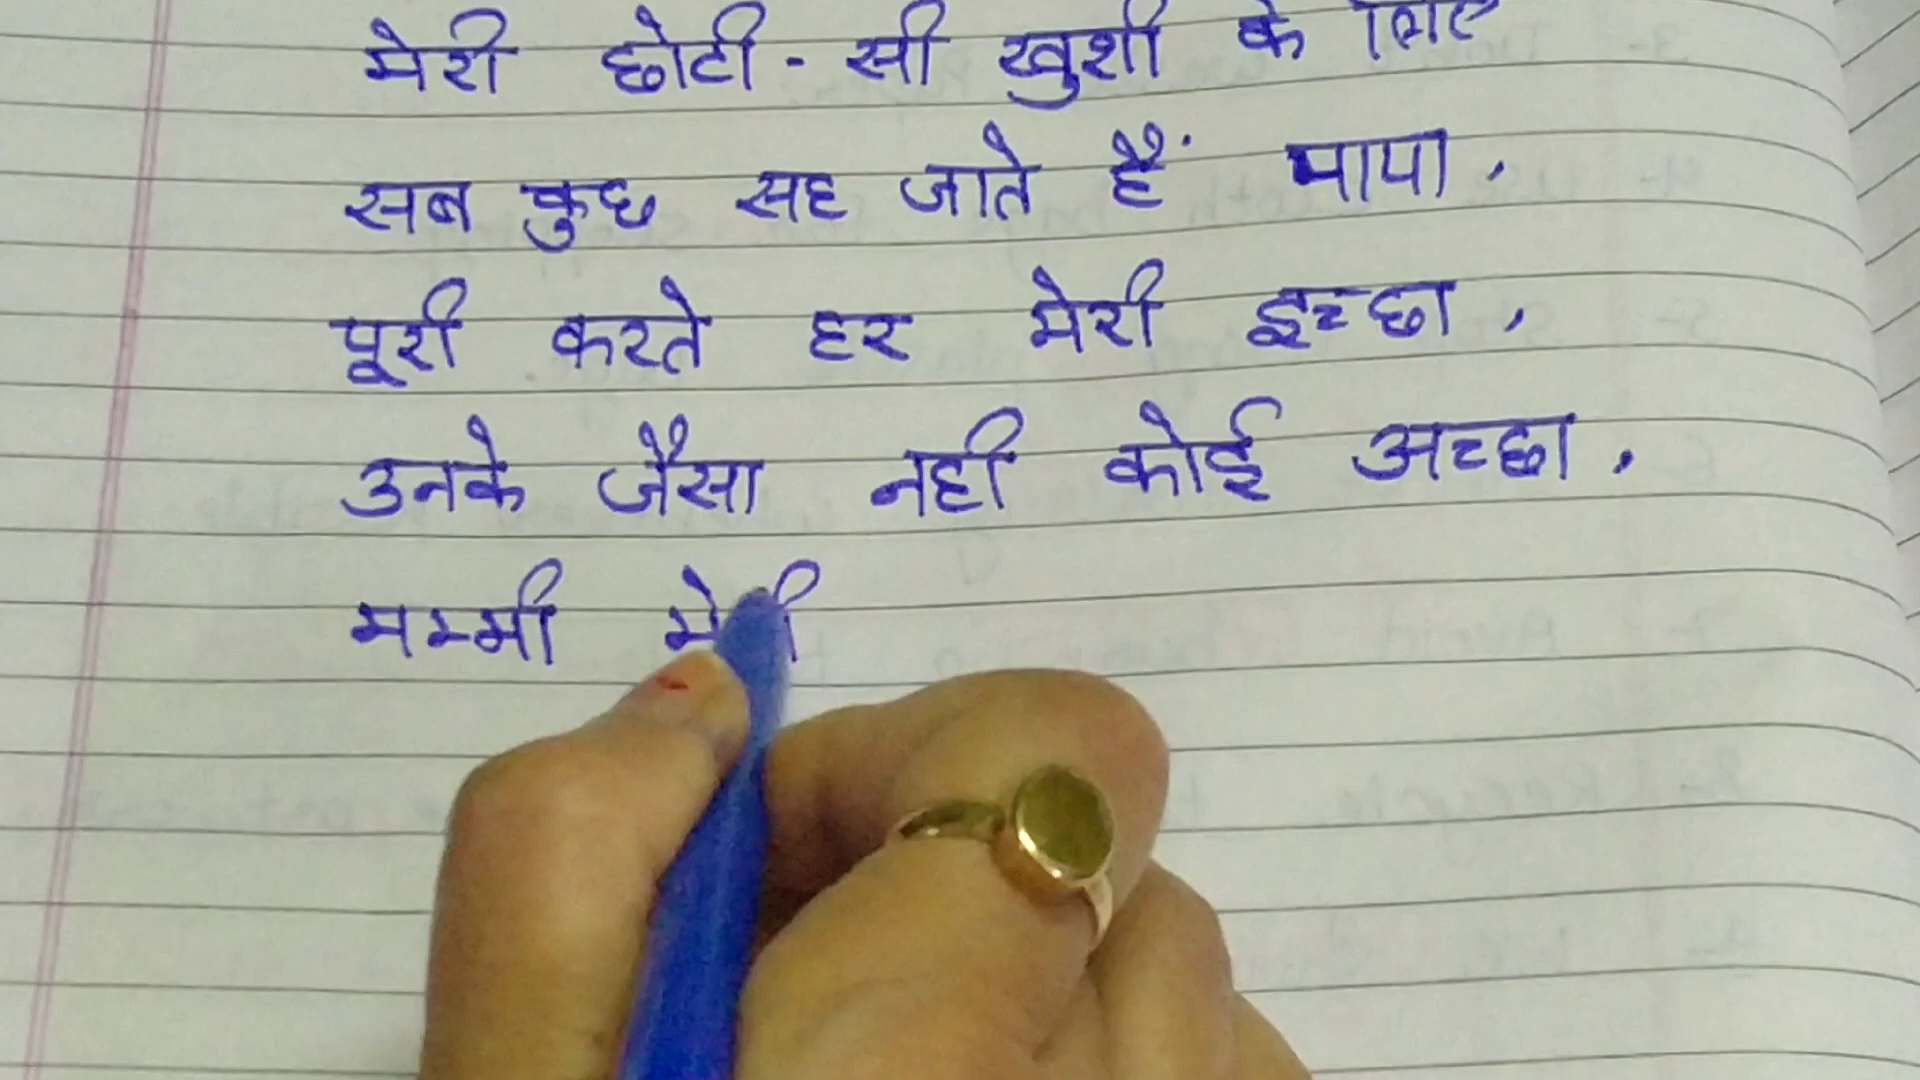 मेरी छोटी - सी खुशी के लिए
सब कुछ सह जाते हैं पापा,
पूरी करते हर मेरी इच्छा,
उनके जैसा नही कोई अच्छा,
मम्मी मेरी